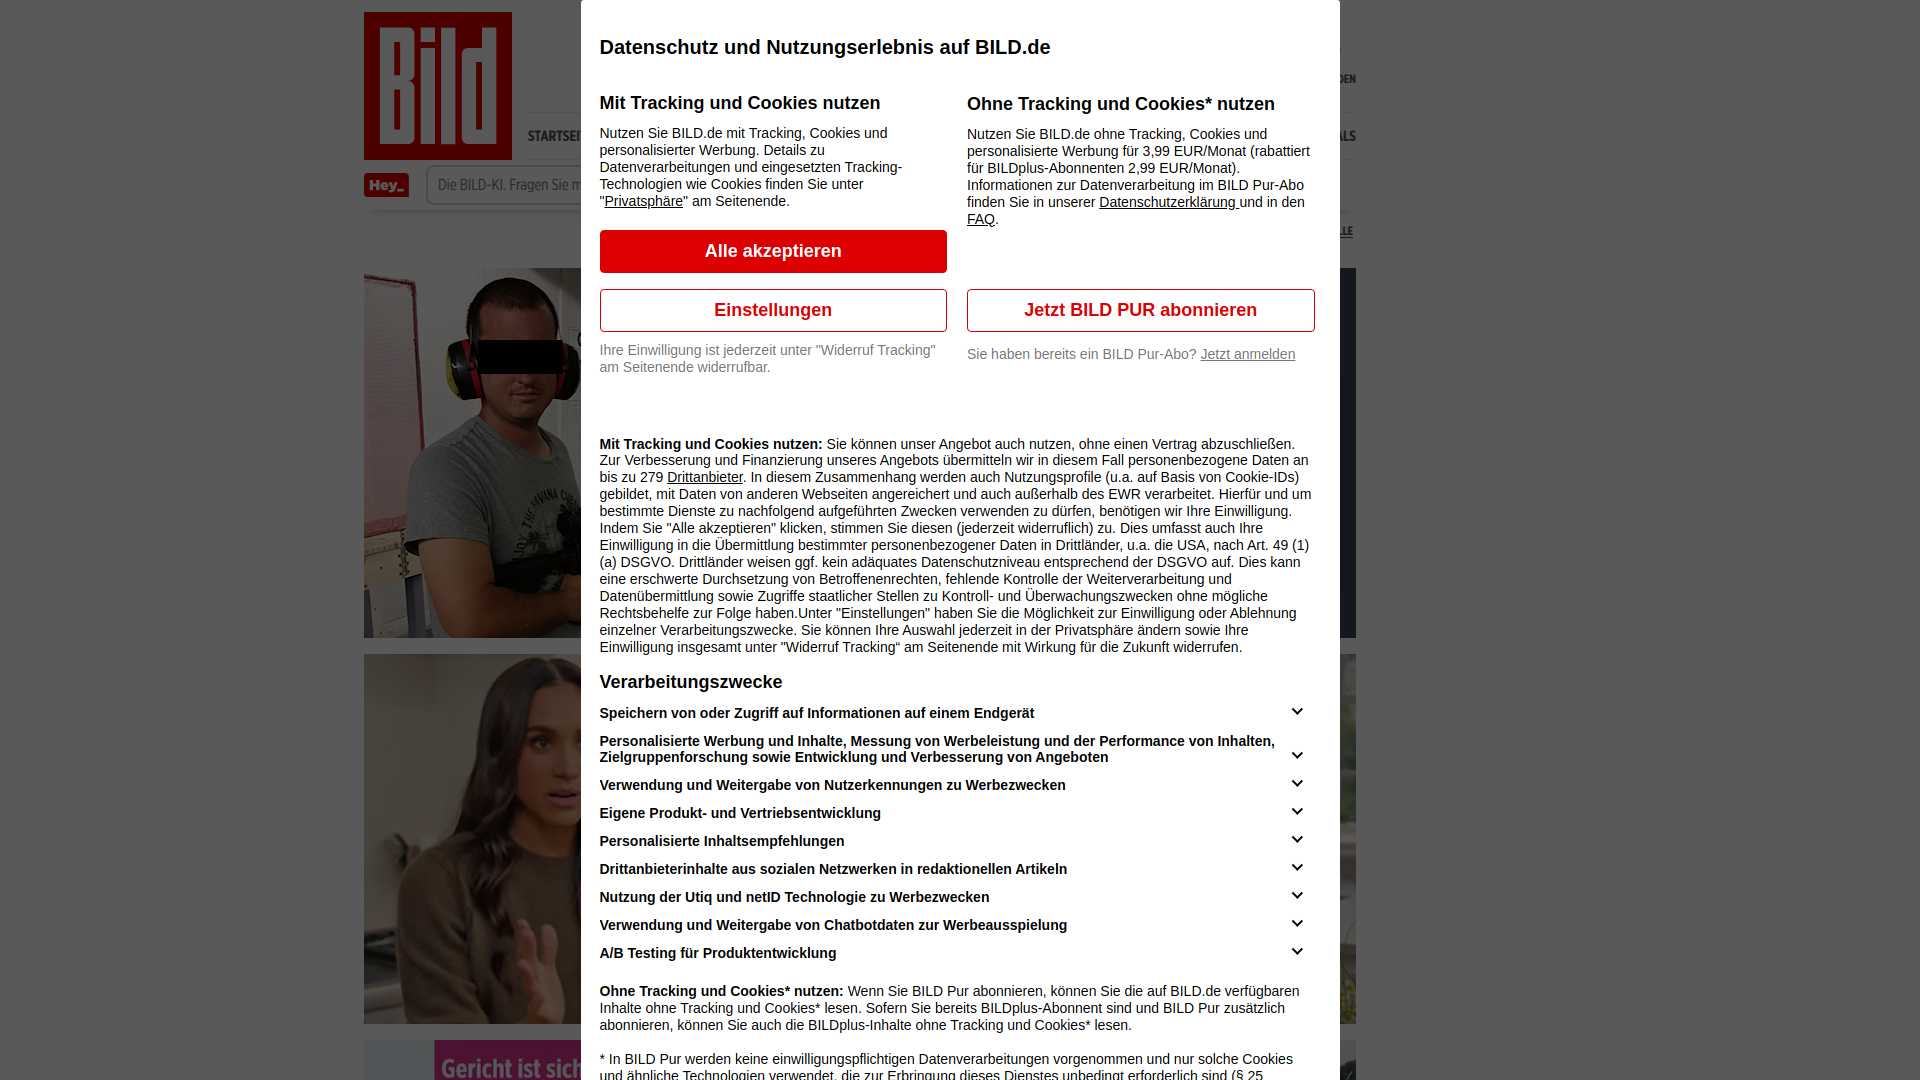 Bild
Datenschutz und Nutzungserlebnis auf BILD.de
Mit Tracking und Cookies nutzen
Nutzen Sie BILD.de mit Tracking, Cookies und
personalisierter Werbung. Details zu
Datenverarbeitungen und eingesetzten Tracking-
Technologien wie Cookies finden Sie unter
"Privatsphäre" am Seitenende.
Alle akzeptieren
Einstellungen
Ihre Einwilligung ist jederzeit unter "Widerruf Tracking"
am Seitenende widerrufbar.
Ohne Tracking und Cookies* nutzen
Nutzen Sie BILD.de ohne Tracking, Cookies und
personalisierte Werbung für 3,99 EUR/Monat (rabattiert
für BILDplus-Abonnenten 2,99 EUR/Monat).
Informationen zur Datenverarbeitung im BILD Pur-Abo
finden Sie in unserer Datenschutzerklärung und in den
FAQ.
Jetzt BILD PUR abonnieren
Sie haben bereits ein BILD Pur-Abo? Jetzt anmelden
DEN
STARTSEI
ALS
Hey_
Die BILD-KI. Fragen Sie m
LLE
Mit Tracking und Cookies nutzen: Sie können unser Angebot auch nutzen, ohne einen Vertrag abzuschließen.
Zur Verbesserung und Finanzierung unseres Angebots übermitteln wir in diesem Fall personenbezogene Daten an
bis zu 279 Drittanbieter. In diesem Zusammenhang werden auch Nutzungsprofile (u.a. auf Basis von Cookie-IDs)
gebildet, mit Daten von anderen Webseiten angereichert und auch außerhalb des EWR verarbeitet. Hierfür und um
bestimmte Dienste zu nachfolgend aufgeführten Zwecken verwenden zu dürfen, benötigen wir Ihre Einwilligung.
Indem Sie "Alle akzeptieren" klicken, stimmen Sie diesen (jederzeit widerruflich) zu. Dies umfasst auch Ihre
Einwilligung in die Übermittlung bestimmter personenbezogener Daten in Drittländer, u.a. die USA, nach Art. 49 (1)
(a) DSGVO. Drittländer weisen ggf. kein adäquates Datenschutzniveau entsprechend der DSGVO auf. Dies kann
eine erschwerte Durchsetzung von Betroffenenrechten, fehlende Kontrolle der Weiterverarbeitung und
Datenübermittlung sowie Zugriffe staatlicher Stellen zu Kontroll- und Überwachungszwecken ohne mögliche
Rechtsbehelfe zur Folge haben.Unter "Einstellungen" haben Sie die Möglichkeit zur Einwilligung oder Ablehnung
einzelner Verarbeitungszwecke. Sie können Ihre Auswahl jederzeit in der Privatsphäre ändern sowie Ihre
Einwilligung insgesamt unter "Widerruf Tracking“ am Seitenende mit Wirkung für die Zukunft widerrufen.
Verarbeitungszwecke
Speichern von oder Zugriff auf Informationen auf einem Endgerät
Personalisierte Werbung und Inhalte, Messung von Werbeleistung und der Performance von Inhalten,
Zielgruppenforschung sowie Entwicklung und Verbesserung von Angeboten
Verwendung und Weitergabe von Nutzerkennungen zu Werbezwecken
Eigene Produkt- und Vertriebsentwicklung
Personalisierte Inhaltsempfehlungen
Drittanbieterinhalte aus sozialen Netzwerken in redaktionellen Artikeln
Nutzung der Utiq und netID Technologie zu Werbezwecken
Verwendung und Weitergabe von Chatbotdaten zur Werbeausspielung
A/B Testing für Produktentwicklung
Ohne Tracking und Cookies* nutzen: Wenn Sie BILD Pur abonnieren, können Sie die auf BILD.de verfügbaren
Inhalte ohne Tracking und Cookies* lesen. Sofern Sie bereits BILDplus-Abonnent sind und BILD Pur zusätzlich
abonnieren, können Sie auch die BILDplus-Inhalte ohne Tracking und Cookies* lesen.
* In BILD Pur werden keine einwilligungspflichtigen Datenverarbeitungen vorgenommen und nur solche Cookies
und ähnliche Technologien verwendet, die zur Erbringung dieses Dienstes unbedingt erforderlich sind (§ 25
Gericht ist sich